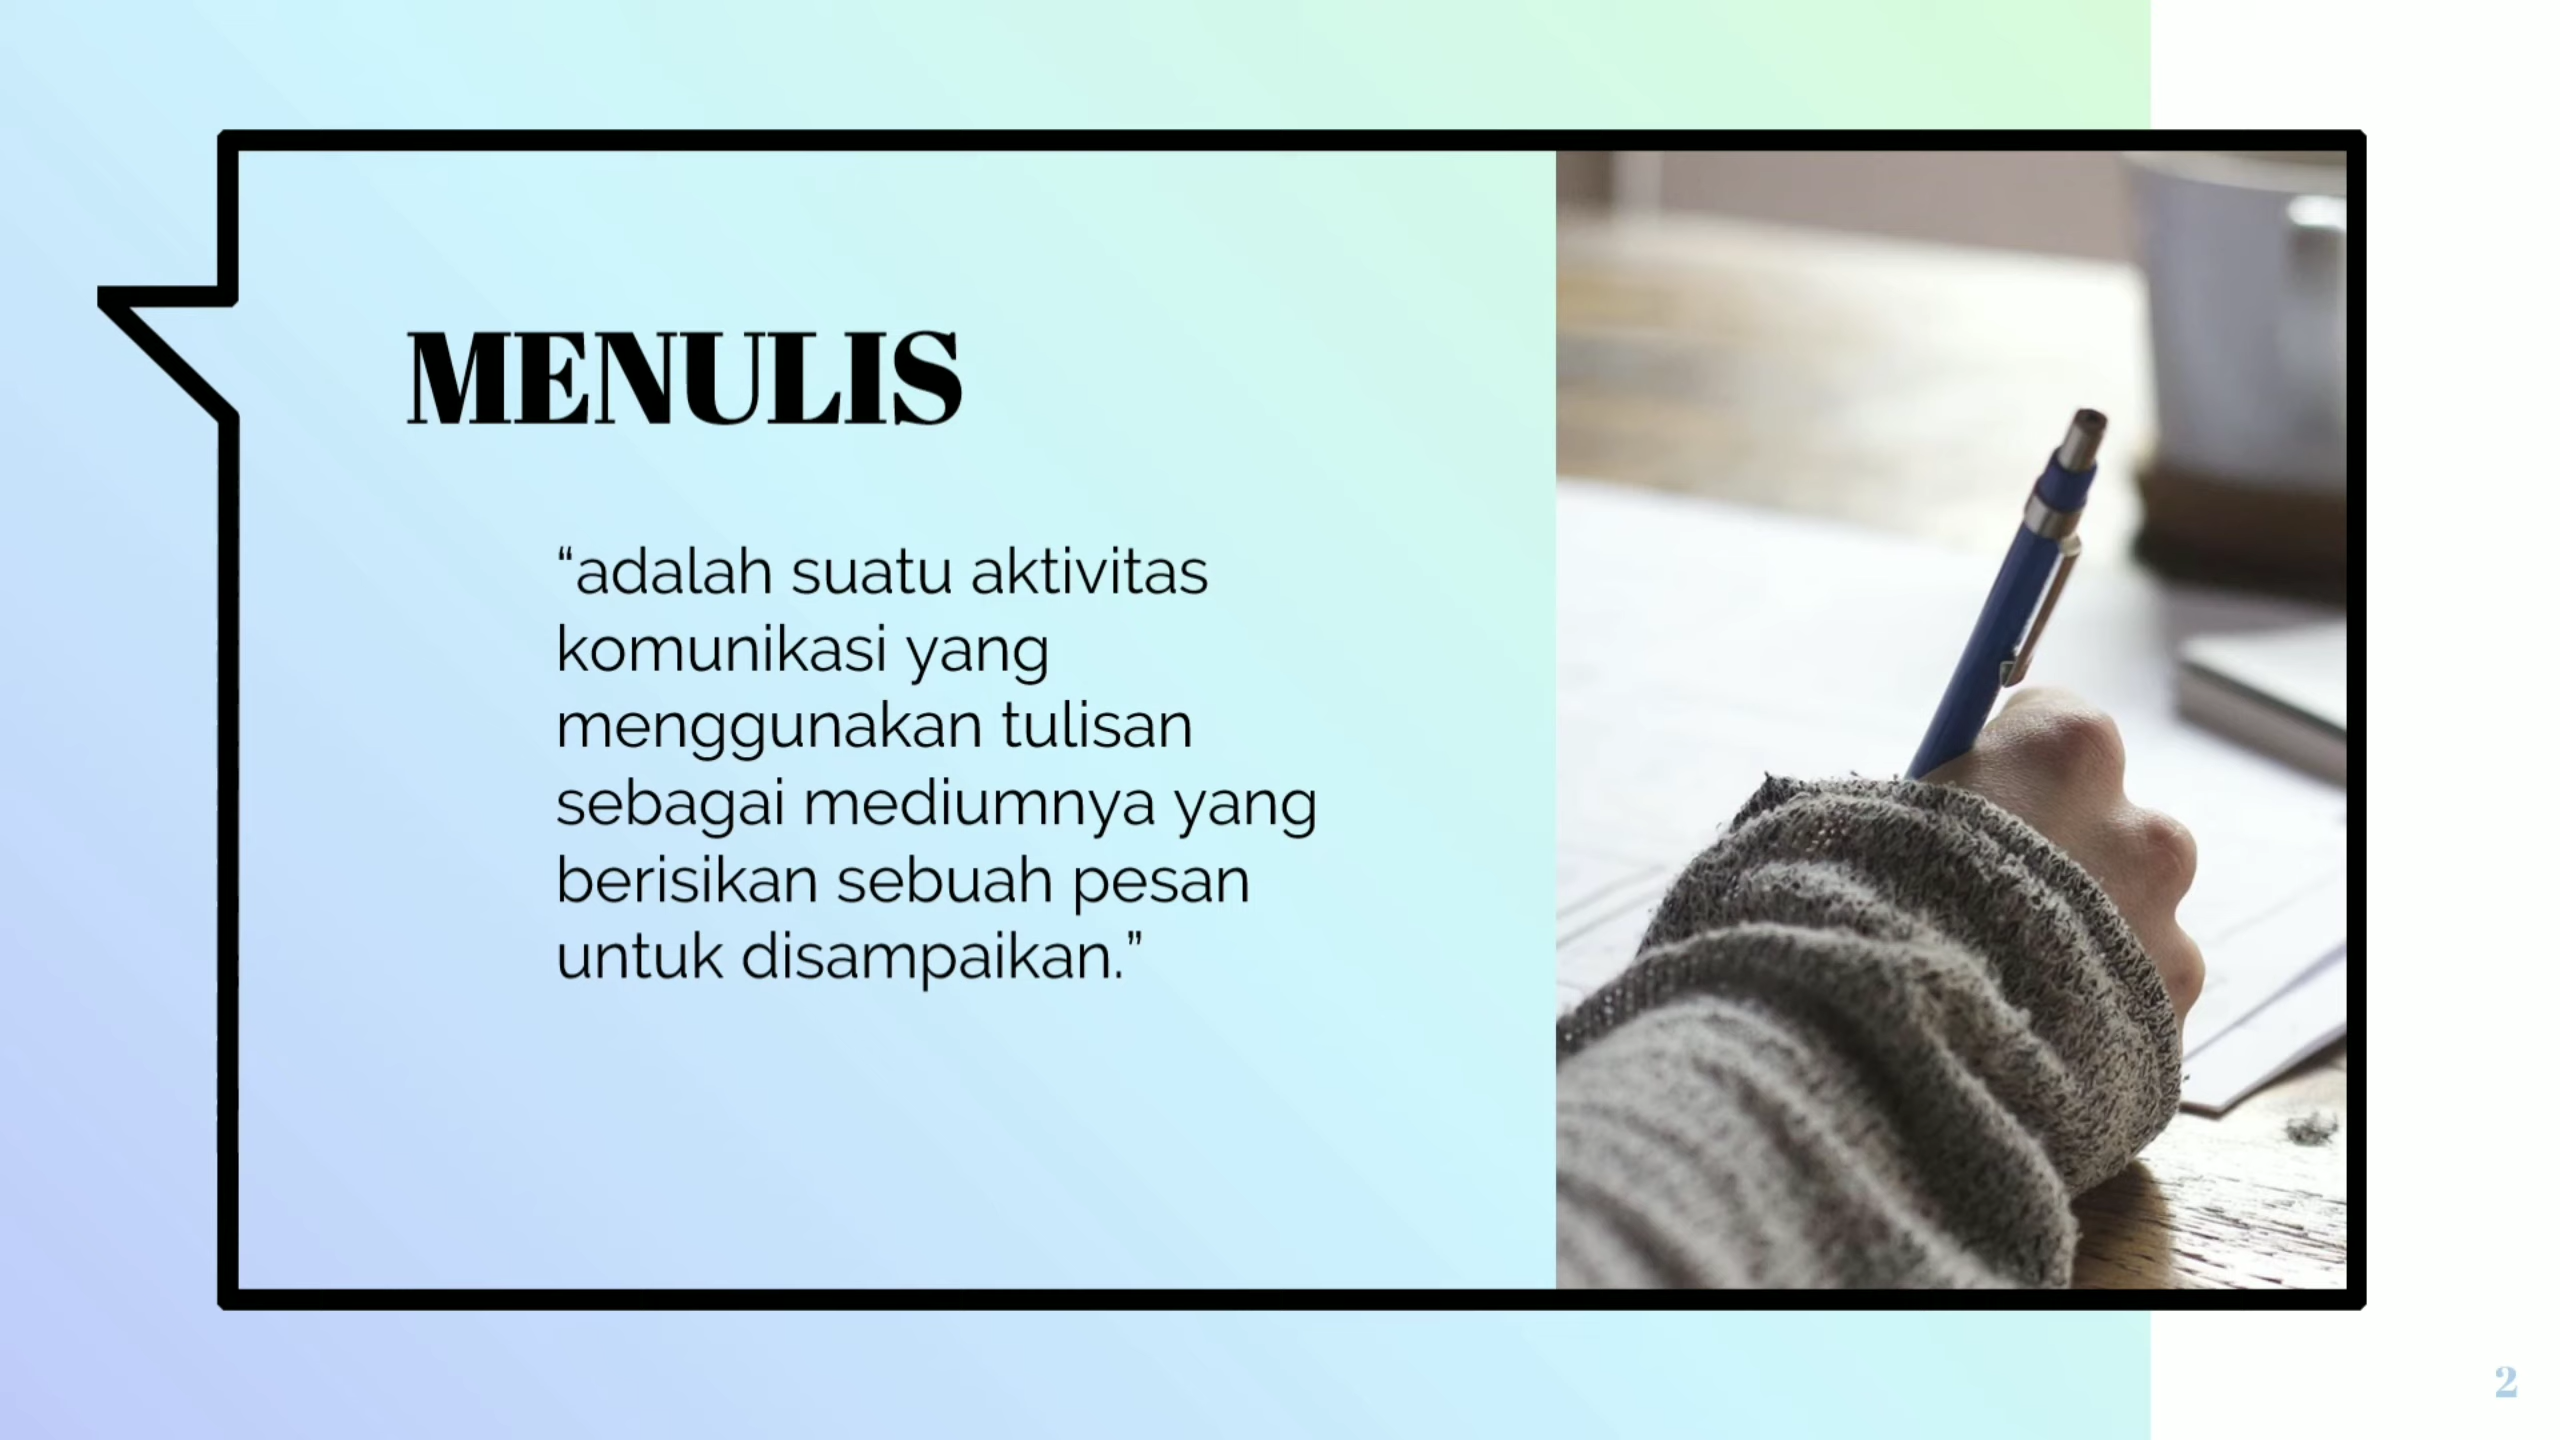 MENULIS
“adalah suatu aktivitas
komunikasi yang
menggunakan tulisan
sebagai mediumnya yang
berisikan sebuah pesan
untuk disampaikan.”
2